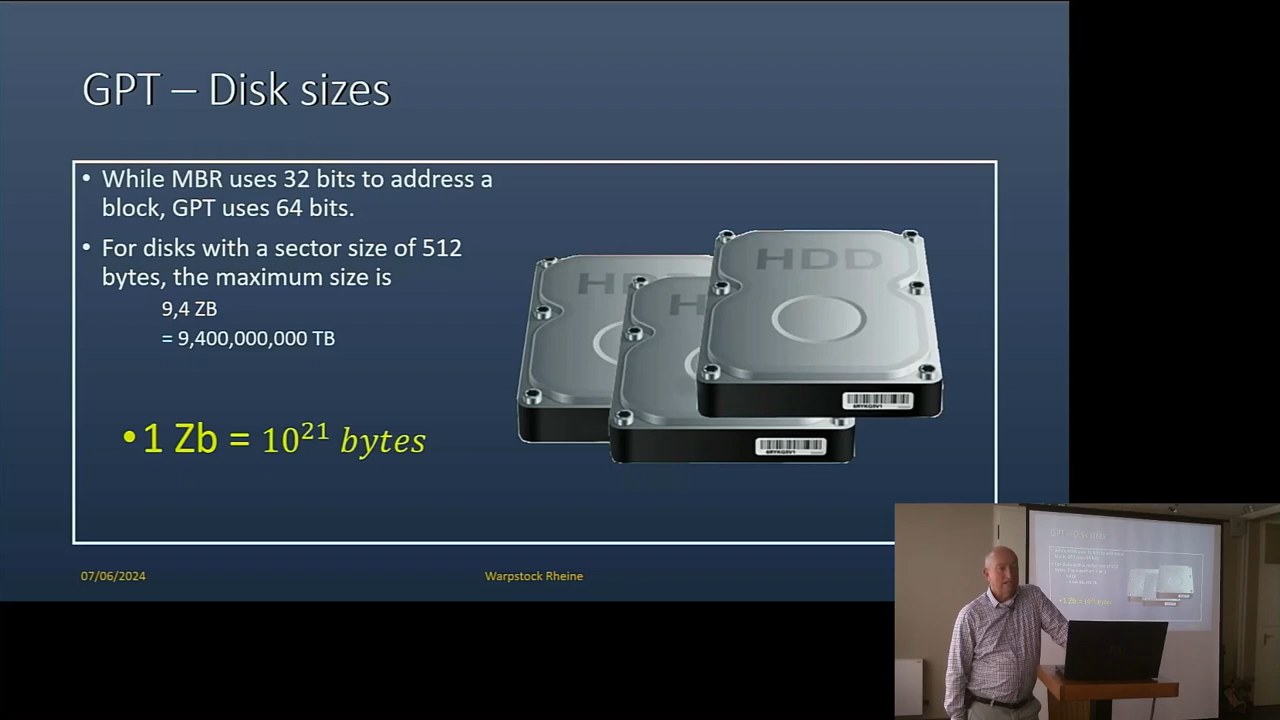 GPT – Disk sizes
• While MBR uses 32 bits to address a
block, GPT uses 64 bits.
• For disks with a sector size of 512
bytes, the maximum size is
9,4 ZB
= 9,400,000,000 TB
• 1 Zb = 10²¹ bytes
HDD
07/06/2024
Warpstock Rheine